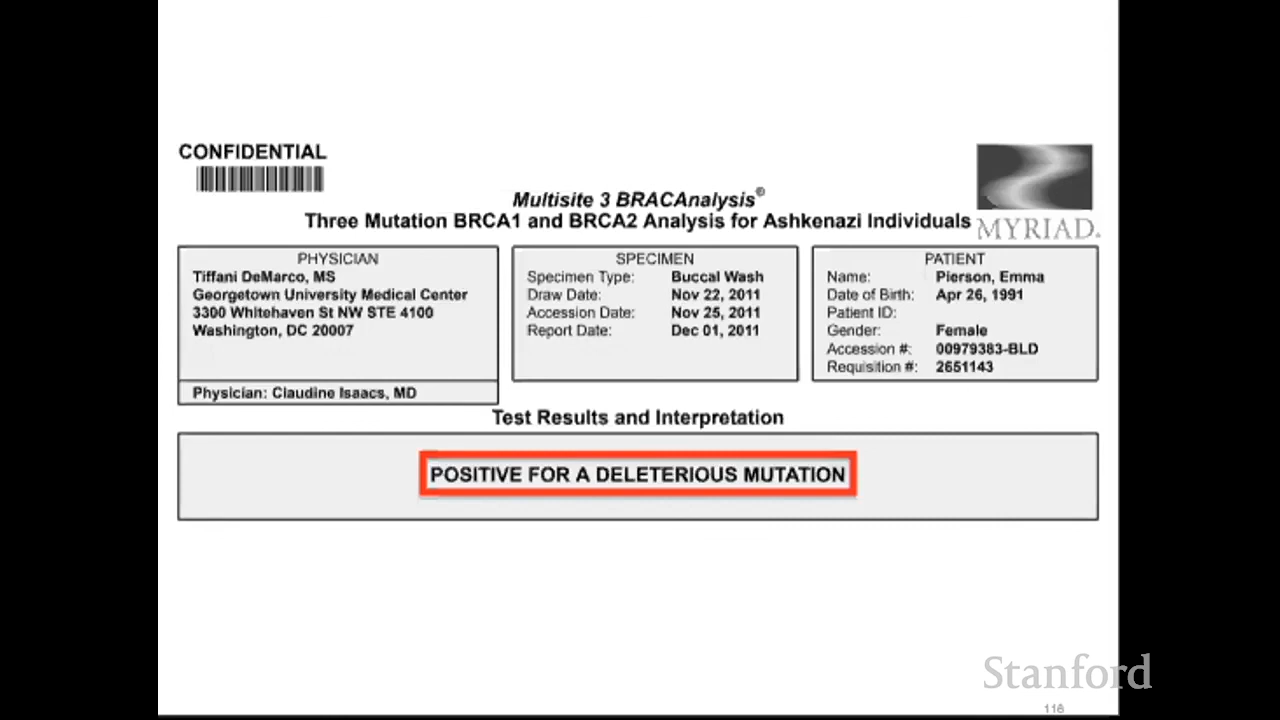 CONFIDENTIAL
MYRIAD.
Multisite 3 BRACAnalysis®
Three Mutation BRCA1 and BRCA2 Analysis for Ashkenazi Individuals
PHYSICIAN
Tiffani DeMarco, MS
Georgetown University Medical Center
3300 Whitehaven St NW STE 4100
Washington, DC 20007
Physician: Claudine Isaacs, MD
SPECIMEN
Specimen Type: Buccal Wash
Draw Date: Nov 22, 2011
Accession Date: Nov 25, 2011
Report Date: Dec 01, 2011
PATIENT
Name: Pierson, Emma
Date of Birth: Apr 26, 1991
Patient ID:
Gender: Female
Accession #: 00979383-BLD
Requisition #: 2651143
Test Results and Interpretation
POSITIVE FOR A DELETERIOUS MUTATION
Stanford